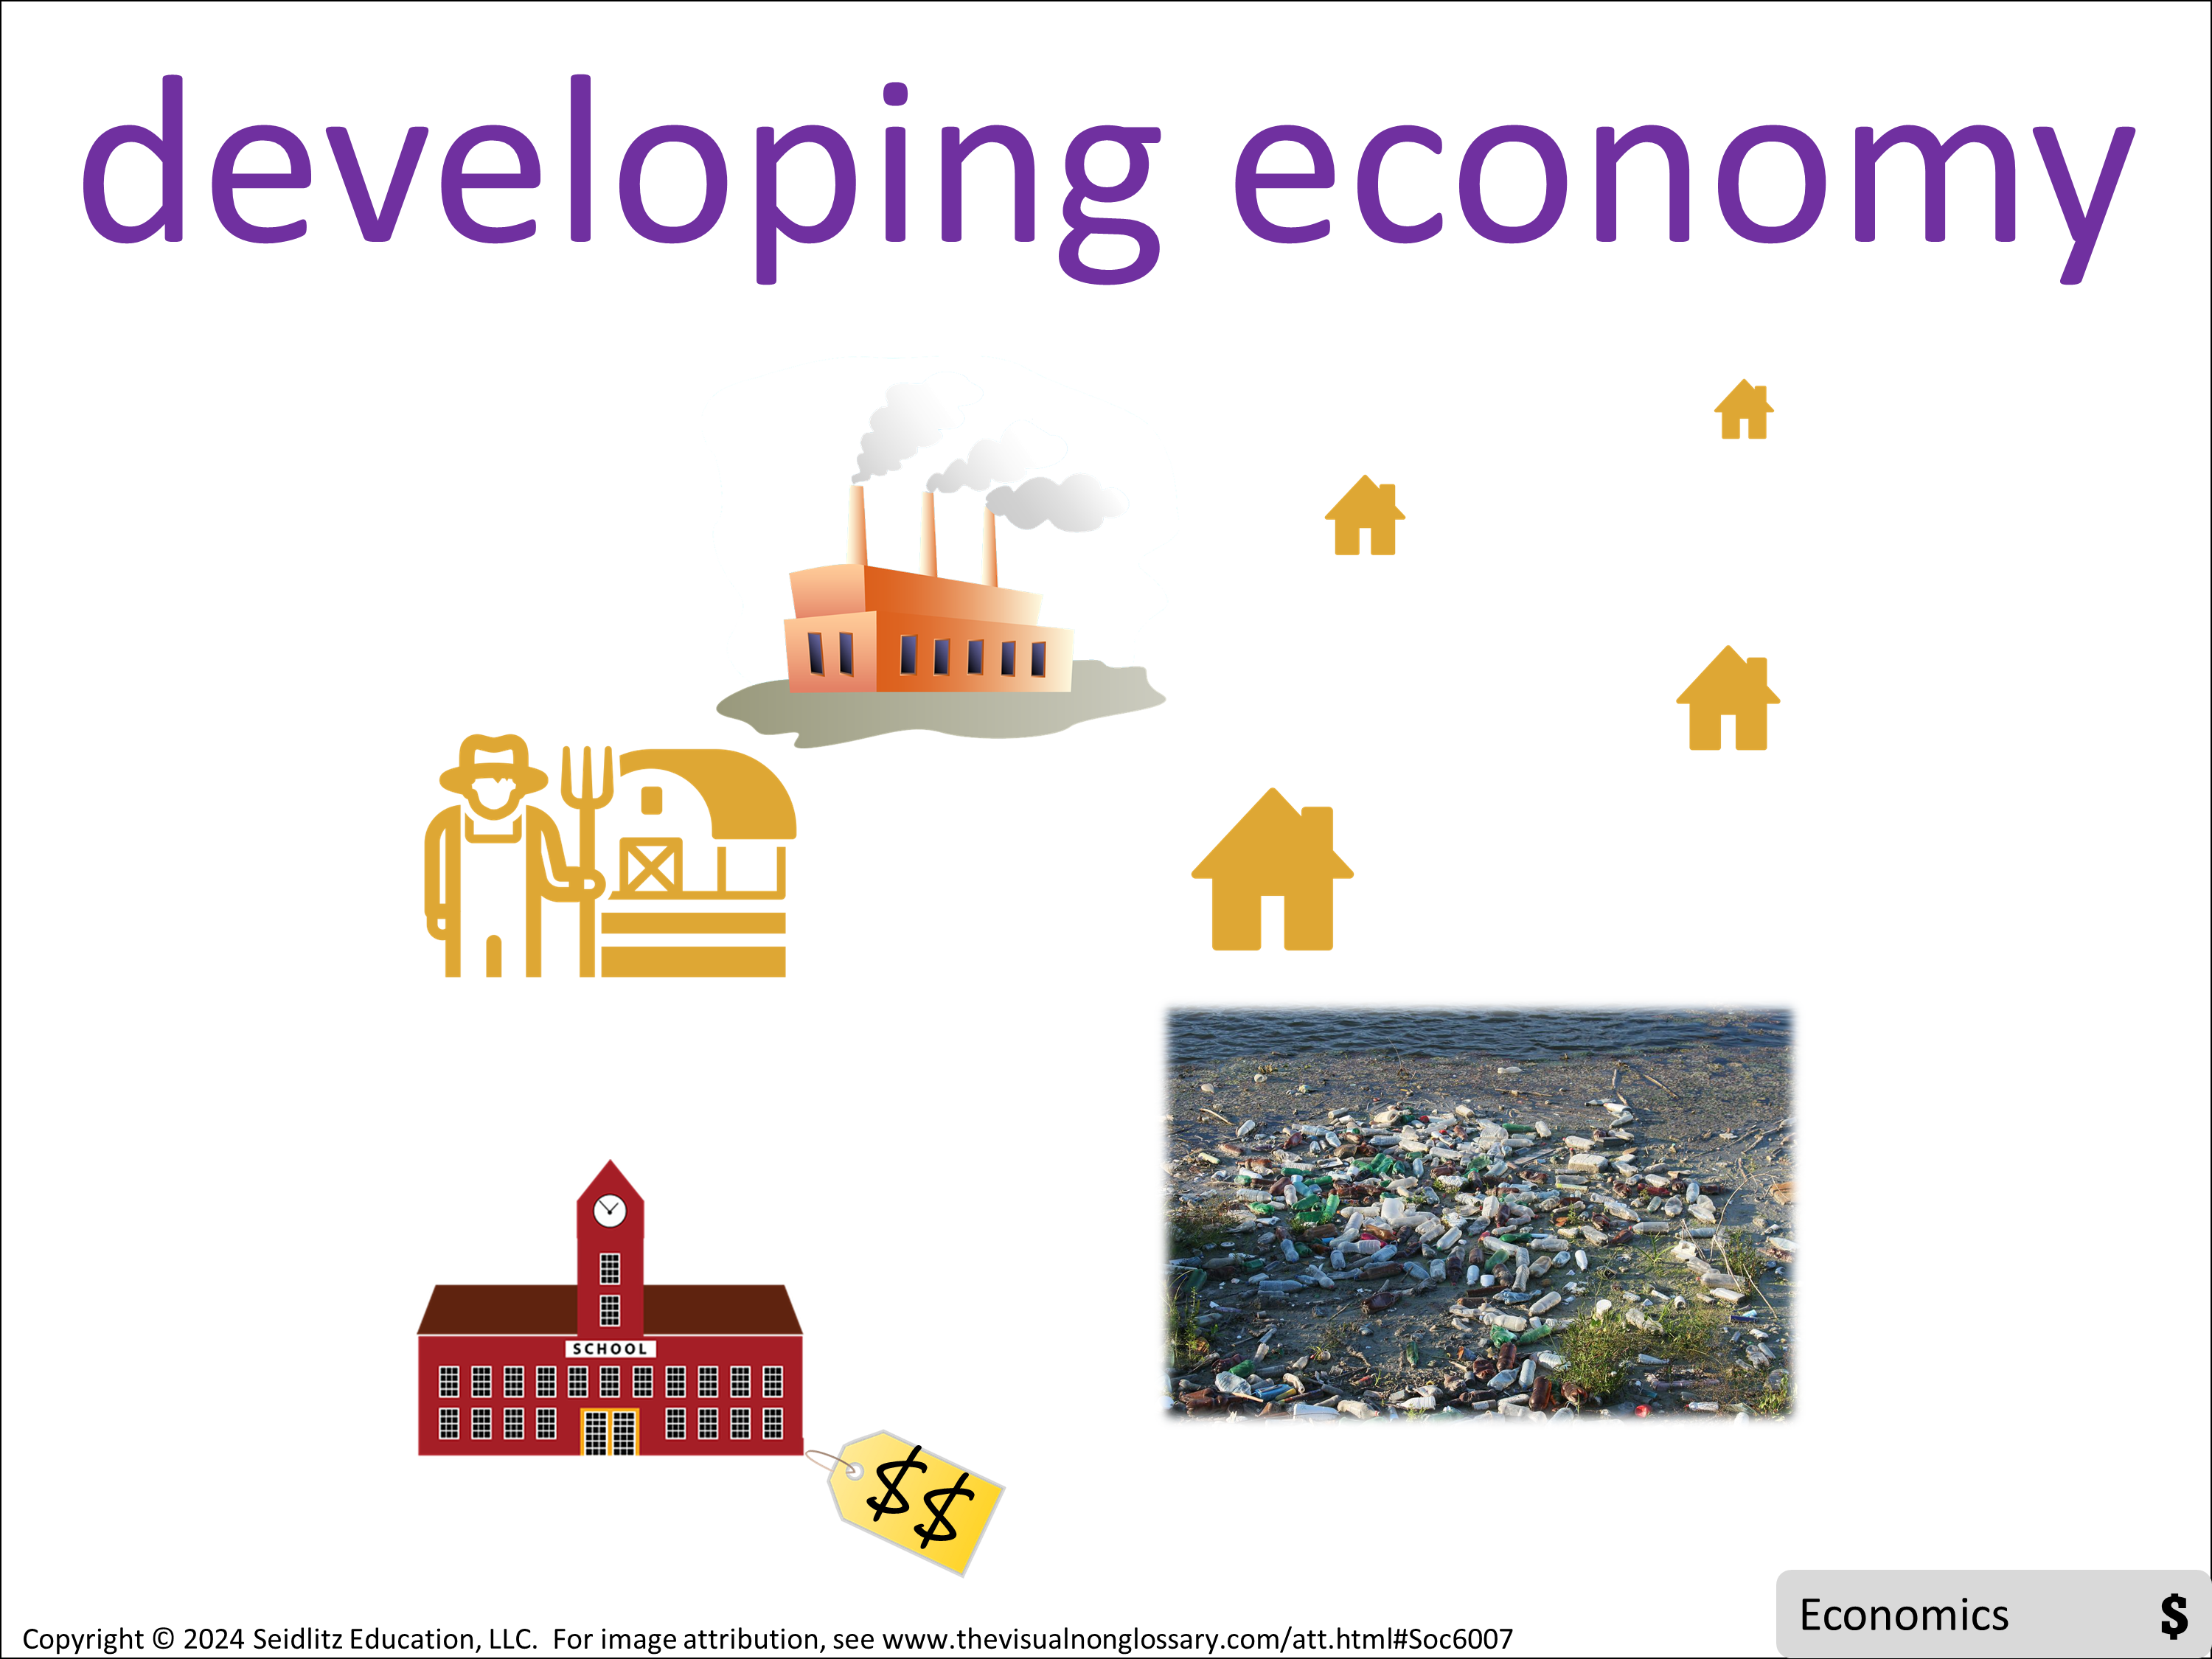 developing economy
SCHOOL
$$
Economics $
Copyright © 2024 Seidlitz Education, LLC.  For image attribution, see www.thevisualnonglossary.com/att.html#Soc6007